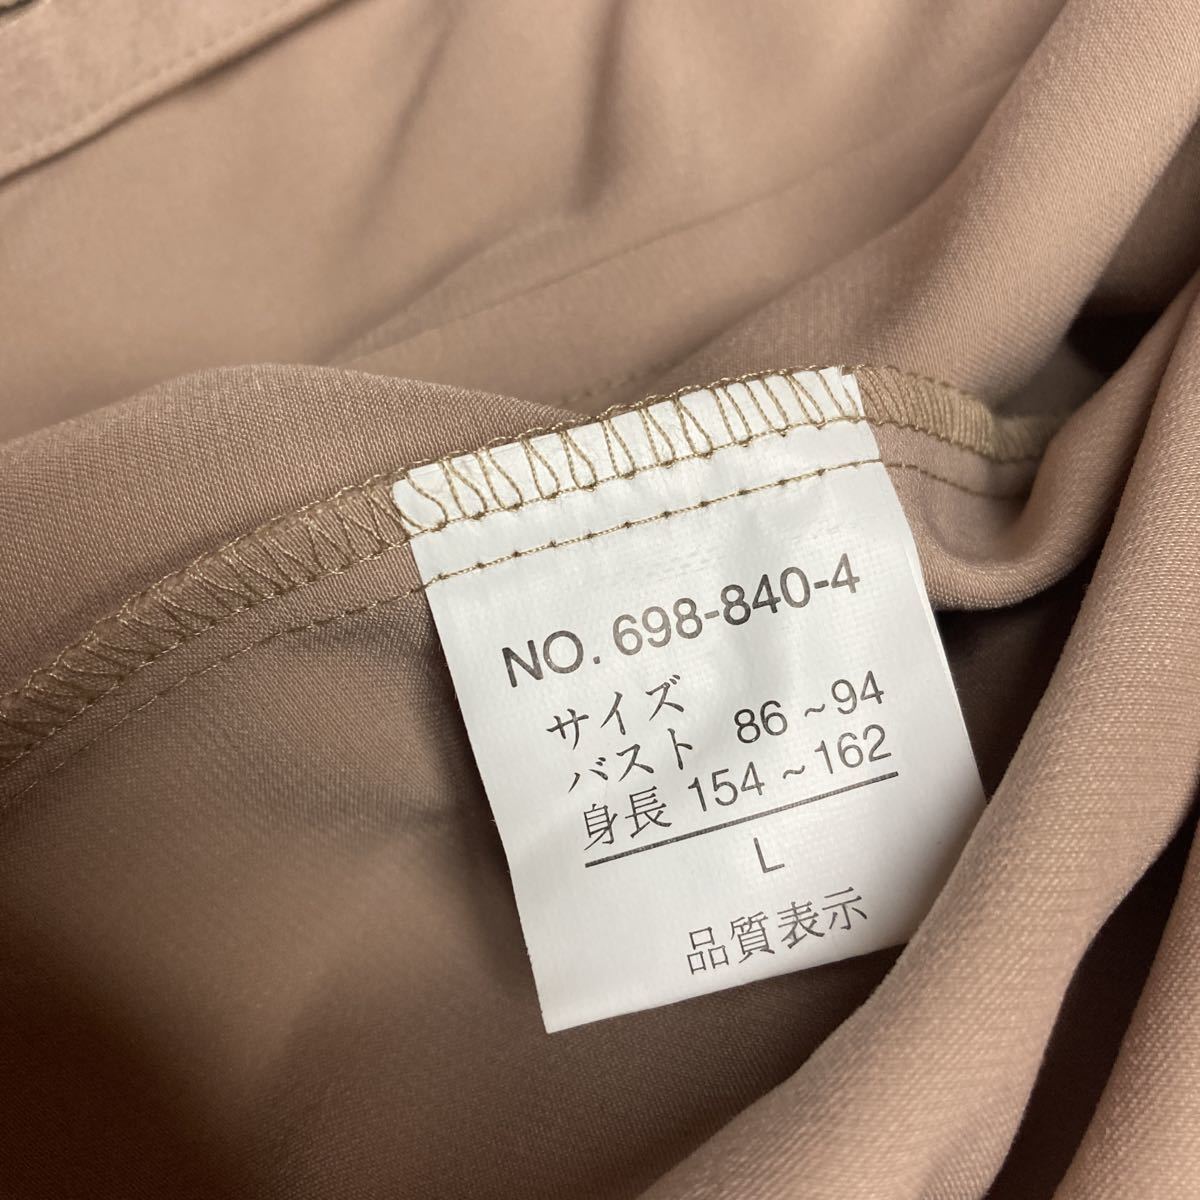 NO. 698-840-4
サイズ
バスト 86 ~ 94
身長 154 ~ 162
L
品質表示